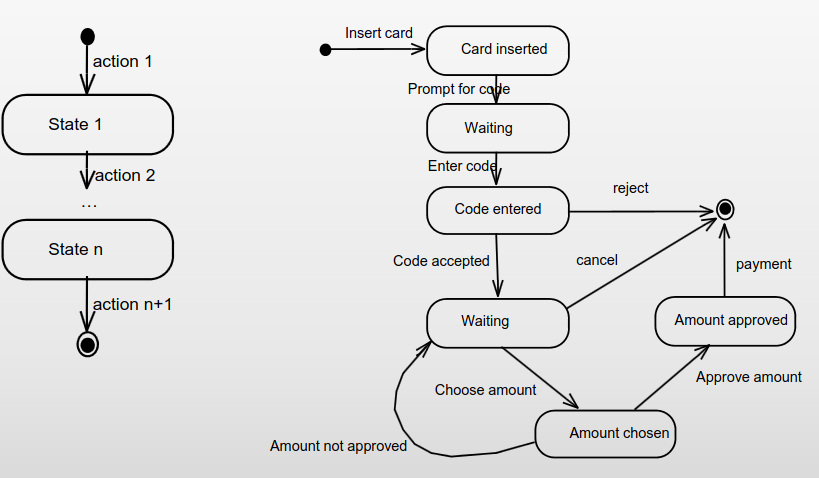 action 1
State 1
action 2
...
State n
action n+1
Insert card
Card inserted
Prompt for code
Waiting
Enter code
Code entered
reject
Code accepted
cancel
payment
Waiting
Amount approved
Choose amount
Approve amount
Amount chosen
Amount not approved